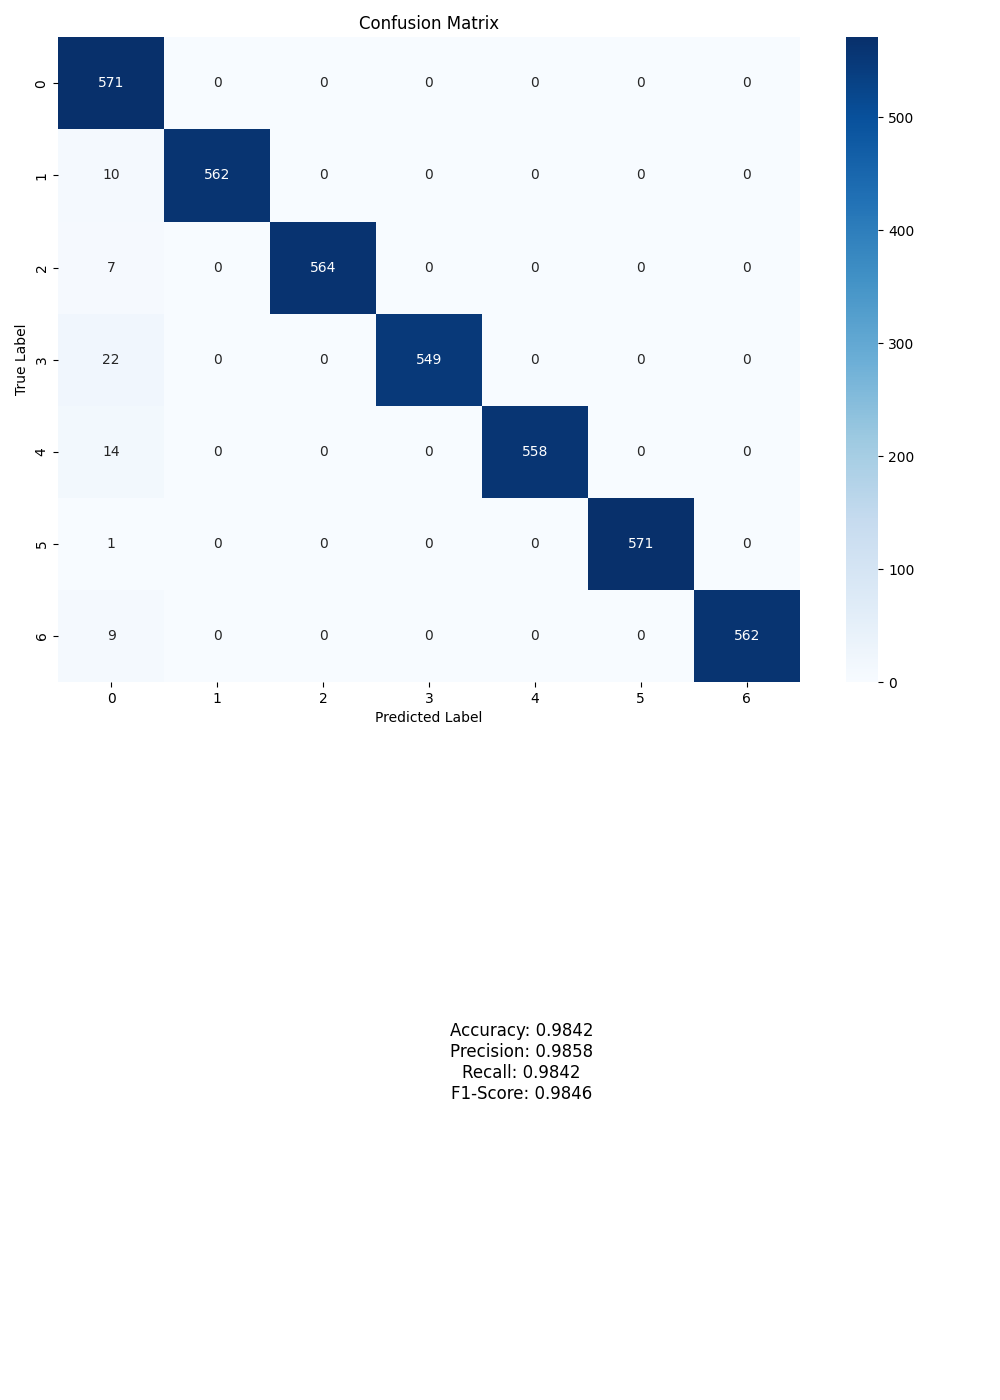 Confusion Matrix
0 571 0 0 0 0 0 0
1 10 562 0 0 0 0 0
2 7 0 564 0 0 0 0
3 22 0 0 549 0 0 0
4 14 0 0 0 558 0 0
5 1 0 0 0 0 571 0
6 9 0 0 0 0 0 562
True Label
0 1 2 3 4 5 6
Predicted Label
500
400
300
200
100
0
Accuracy: 0.9842
Precision: 0.9858
Recall: 0.9842
F1-Score: 0.9846